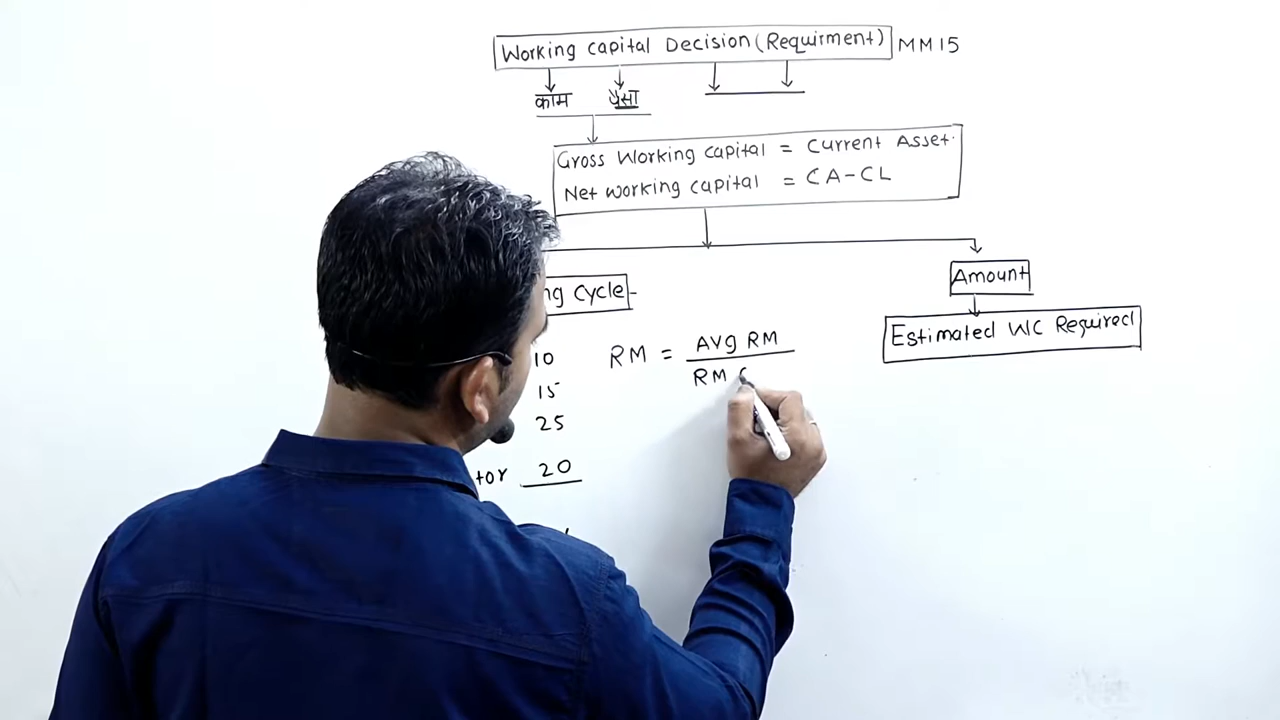 Working Capital Decision (Requirment) MM15
काम पैसा
Gross Working Capital = Current Asset.
Net working capital = CA-CL
ng Cycle
Amount
Estimated WC Required
10
15
25
tor 20
RM = Avg RM
RM